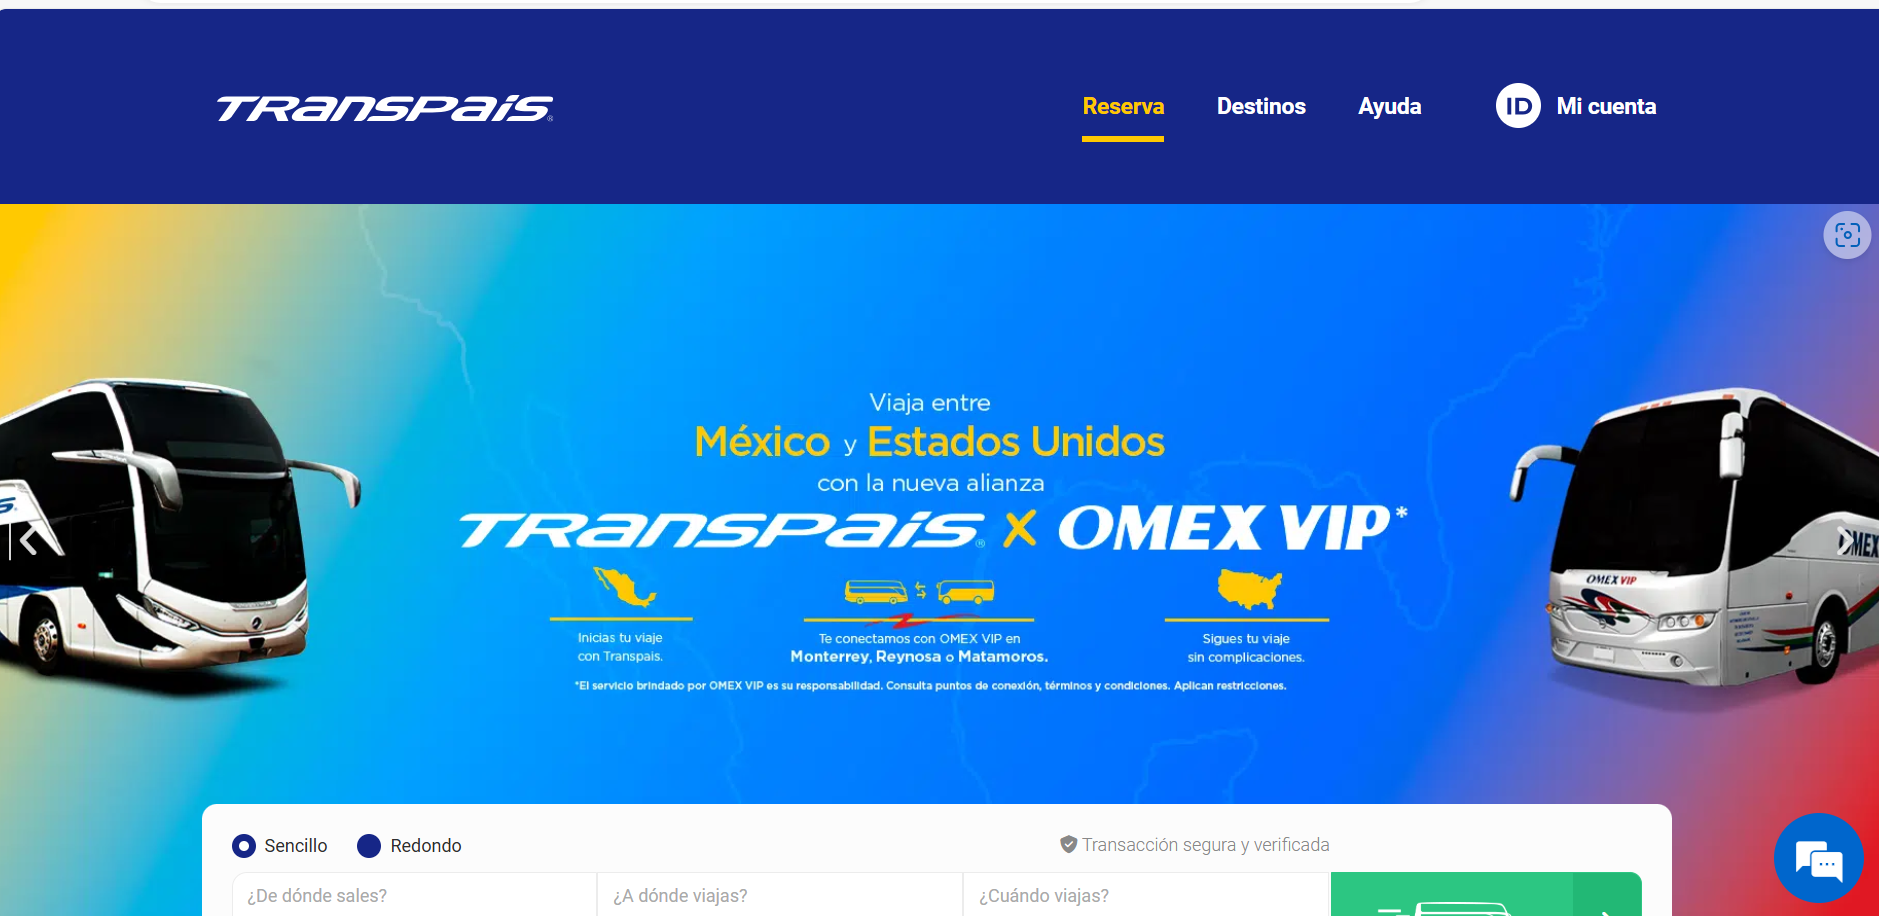 TRANSPAIS®
Reserva
Destinos
Ayuda
ID
Mi cuenta
Viaja entre
México y Estados Unidos
con la nueva alianza
TRANSPAIS® X OMEX VIP*
Inicias tu viaje
con Transpais.
Te conectamos con OMEX VIP en
Monterrey, Reynosa o Matamoros.
Sigues tu viaje
sin complicaciones.
*El servicio brindado por OMEX VIP es su responsabilidad. Consulta puntos de conexión, términos y condiciones. Aplican restricciones.
OMEX VIP
OMEX
Sencillo
Redondo
Transacción segura y verificada
¿De dónde sales?
¿A dónde viajas?
¿Cuándo viajas?